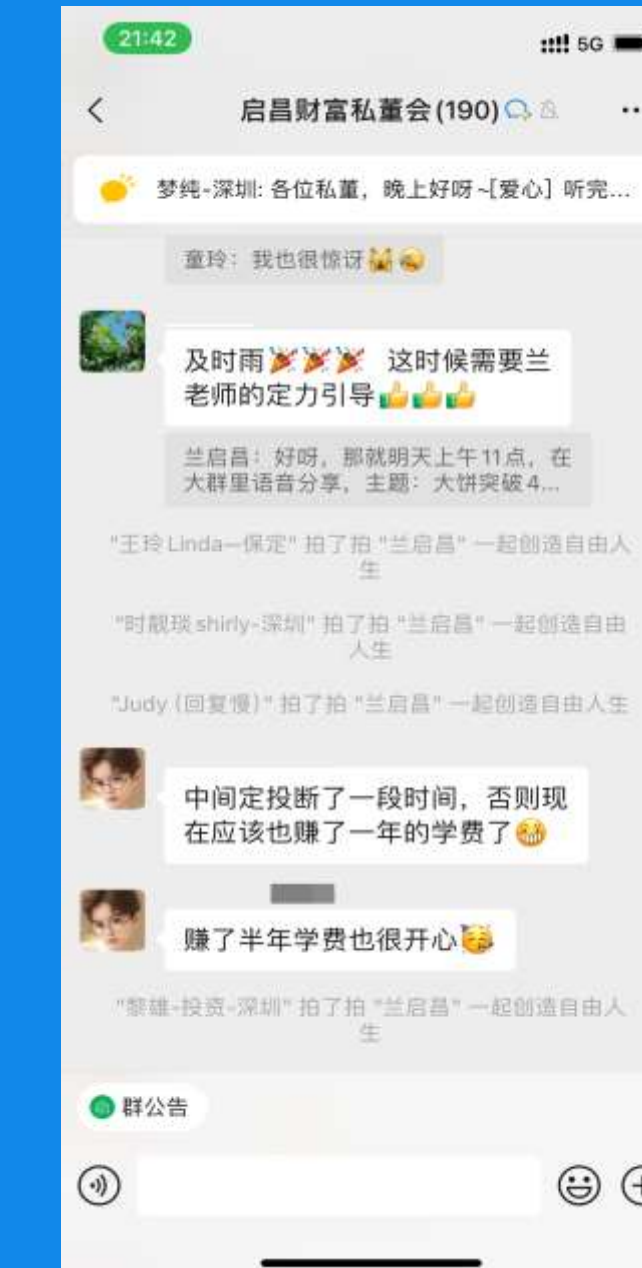 21:42
5G
启昌财富私董会(190)
梦纯-深圳: 各位私董，晚上好呀~[爱心] 听完...
童玲：我也很惊讶🙀🤕
及时雨🎉🎉🎉 这时候需要兰
老师的定力引导👍👍👍
兰启昌：好呀，那就明天上午11点，在
大群里语音分享，主题：大饼突破4...
"王玲Linda—保定" 拍了拍 "兰启昌" 一起创造自由人
生
"时靓琰shirly-深圳" 拍了拍 "兰启昌" 一起创造自由
人生
"Judy (回复慢)" 拍了拍 "兰启昌" 一起创造自由人生
中间定投断了一段时间，否则现
在应该也赚了一年的学费了😁
赚了半年学费也很开心🥳
"黎雄-投资-深圳" 拍了拍 "兰启昌" 一起创造自由人
生
群公告